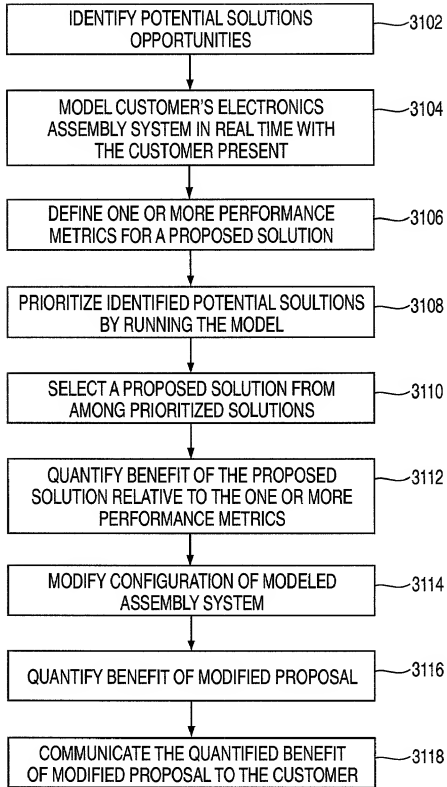 IDENTIFY POTENTIAL SOLUTIONS
OPPORTUNITIES
3102
MODEL CUSTOMER'S ELECTRONICS
ASSEMBLY SYSTEM IN REAL TIME WITH
THE CUSTOMER PRESENT
3104
DEFINE ONE OR MORE PERFORMANCE
METRICS FOR A PROPOSED SOLUTION
3106
PRIORITIZE IDENTIFIED POTENTIAL SOULTIONS
BY RUNNING THE MODEL
3108
SELECT A PROPOSED SOLUTION FROM
AMONG PRIORITIZED SOLUTIONS
3110
QUANTIFY BENEFIT OF THE PROPOSED
SOLUTION RELATIVE TO THE ONE OR MORE
PERFORMANCE METRICS
3112
MODIFY CONFIGURATION OF MODELED
ASSEMBLY SYSTEM
3114
QUANTIFY BENEFIT OF MODIFIED PROPOSAL
3116
COMMUNICATE THE QUANTIFIED BENEFIT
OF MODIFIED PROPOSAL TO THE CUSTOMER
3118